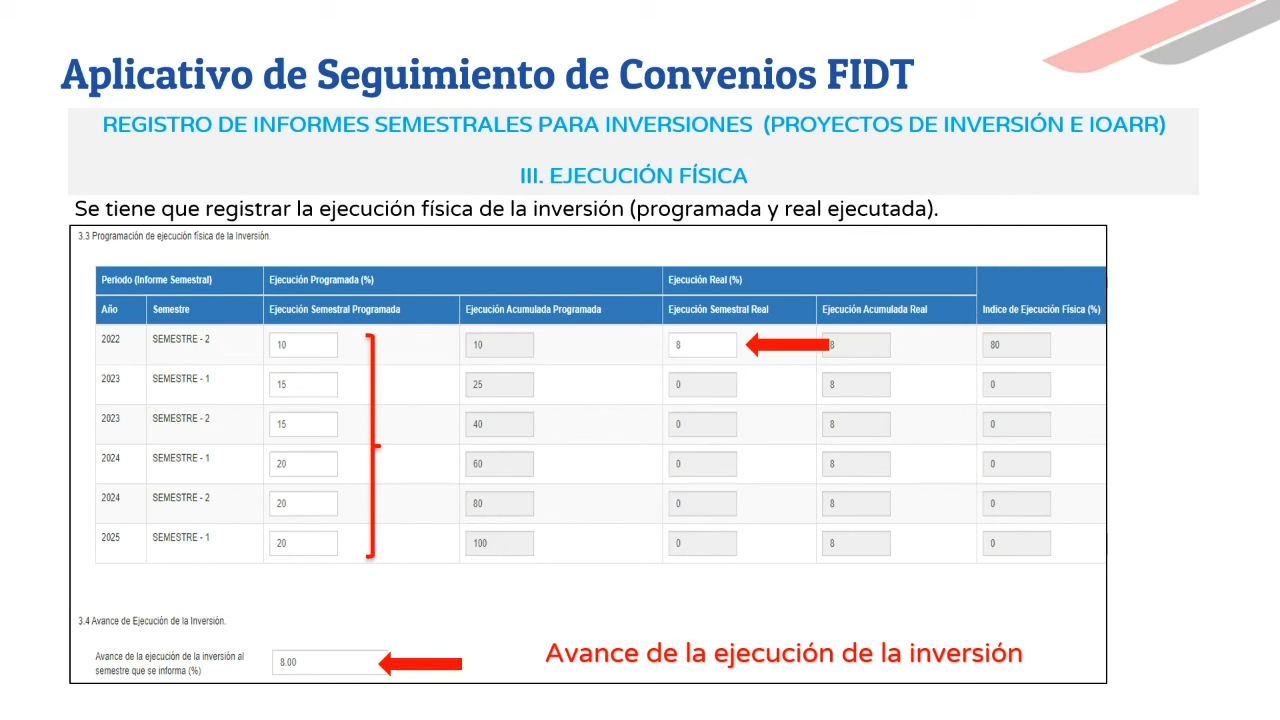 Aplicativo de Seguimiento de Convenios FIDT
REGISTRO DE INFORMES SEMESTRALES PARA INVERSIONES (PROYECTOS DE INVERSIÓN E IOARR)
III. EJECUCIÓN FÍSICA
Se tiene que registrar la ejecución física de la inversión (programada y real ejecutada).
3.3 Programación de ejecución física de la Inversión.
Periodo (Informe Semestral) Ejecución Programada (%) Ejecución Real (%)
Año Semestre Ejecución Semestral Programada Ejecución Acumulada Programada Ejecución Semestral Real Ejecución Acumulada Real Indice de Ejecución Física (%)
2022 SEMESTRE - 2 10 10 8 8 80
2023 SEMESTRE - 1 15 25 0 8 0
2023 SEMESTRE - 2 15 40 0 8 0
2024 SEMESTRE - 1 20 60 0 8 0
2024 SEMESTRE - 2 20 80 0 8 0
2025 SEMESTRE - 1 20 100 0 8 0
3.4 Avance de Ejecución de la Inversión.
Avance de la ejecución de la inversión al
semestre que se informa (%)
8.00
Avance de la ejecución de la inversión